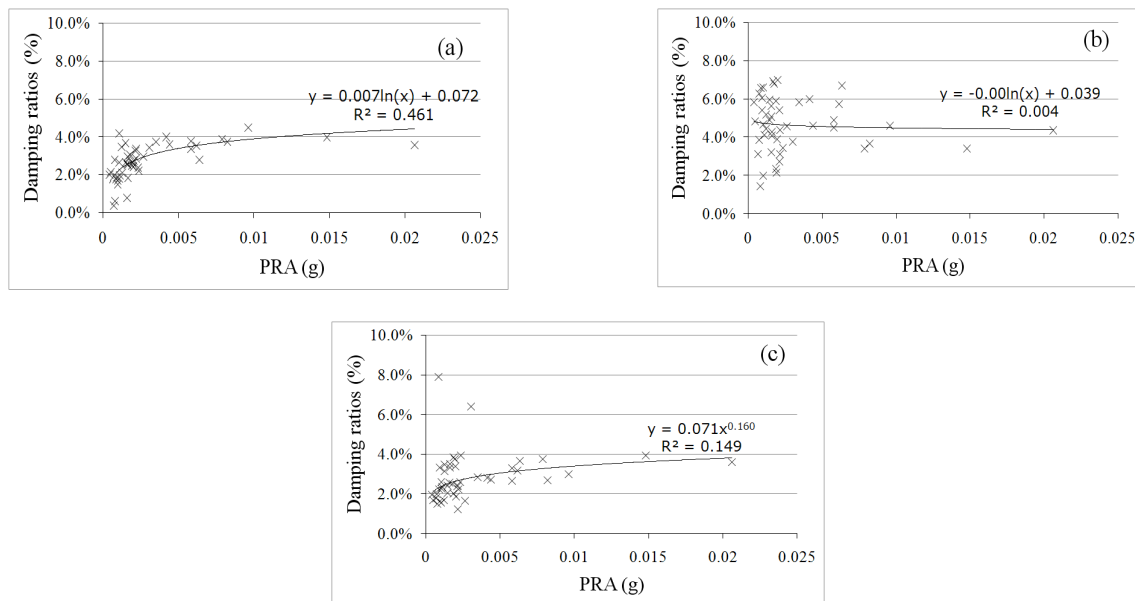 10.0%
8.0%
6.0%
4.0%
2.0%
0.0%
Damping ratios (%)
(a)
y = 0.007ln(x) + 0.072
R² = 0.461
0 0.005 0.01 0.015 0.02 0.025
PRA (g)
10.0%
8.0%
6.0%
4.0%
2.0%
0.0%
Damping ratios (%)
(b)
y = -0.00ln(x) + 0.039
R² = 0.004
0 0.005 0.01 0.015 0.02 0.025
PRA (g)
10.0%
8.0%
6.0%
4.0%
2.0%
0.0%
Damping ratios (%)
(c)
y = 0.071x^0.160
R² = 0.149
0 0.005 0.01 0.015 0.02 0.025
PRA (g)